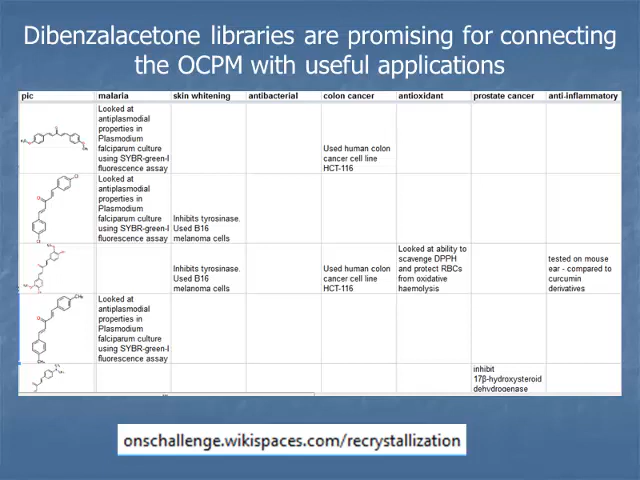 Dibenzalacetone libraries are promising for connecting
the OCPM with useful applications
pic malaria skin whitening antibacterial colon cancer antioxidant prostate cancer anti-inflammatory
Looked at
antiplasmodial
properties in
Plasmodium
falciparum culture
using SYBR-green-I
fluorescence assay
Used human colon
cancer cell line
HCT-116
Looked at
antiplasmodial
properties in
Plasmodium
falciparum culture
using SYBR-green-I
fluorescence assay
Inhibits tyrosinase.
Used B16
melanoma cells
Inhibits tyrosinase.
Used B16
melanoma cells
Used human colon
cancer cell line
HCT-116
Looked at ability to
scavenge DPPH
and protect RBCs
from oxidative
haemolysis
tested on mouse
ear - compared to
curcumin
derivatives
Looked at
antiplasmodial
properties in
Plasmodium
falciparum culture
using SYBR-green-I
fluorescence assay
inhibit
17β-hydroxysteroid
dehydrogenase
onschallenge.wikispaces.com/recrystallization